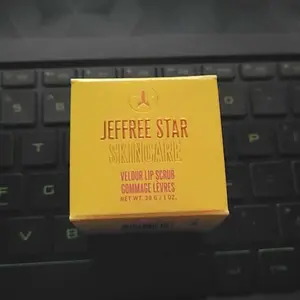 JEFFREE STAR
SKINCARE
VELOUR LIP SCRUB
GOMMAGE LÈVRES
NET WT. 30 G / 1 OZ.